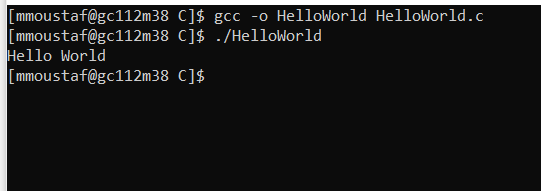 [mmoustaf@gc112m38 C]$ gcc -o HelloWorld HelloWorld.c
[mmoustaf@gc112m38 C]$ ./HelloWorld
Hello World
[mmoustaf@gc112m38 C]$